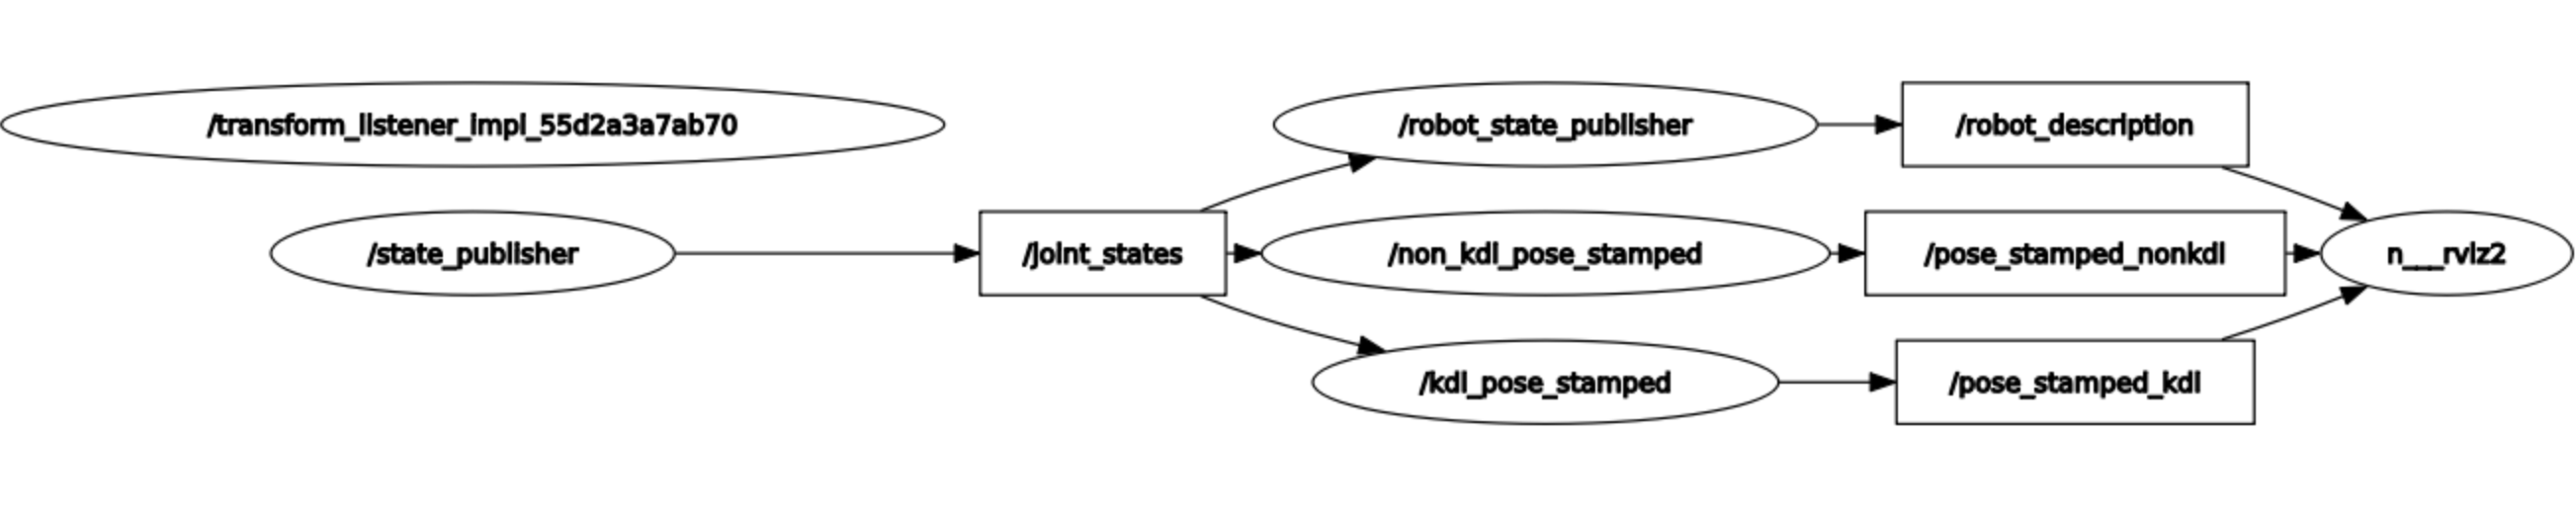 /transform_listener_impl_55d2a3a7ab70
/robot_state_publisher
/robot_description
/state_publisher
/joint_states
/non_kdl_pose_stamped
/pose_stamped_nonkdl
n___rviz2
/kdl_pose_stamped
/pose_stamped_kdl